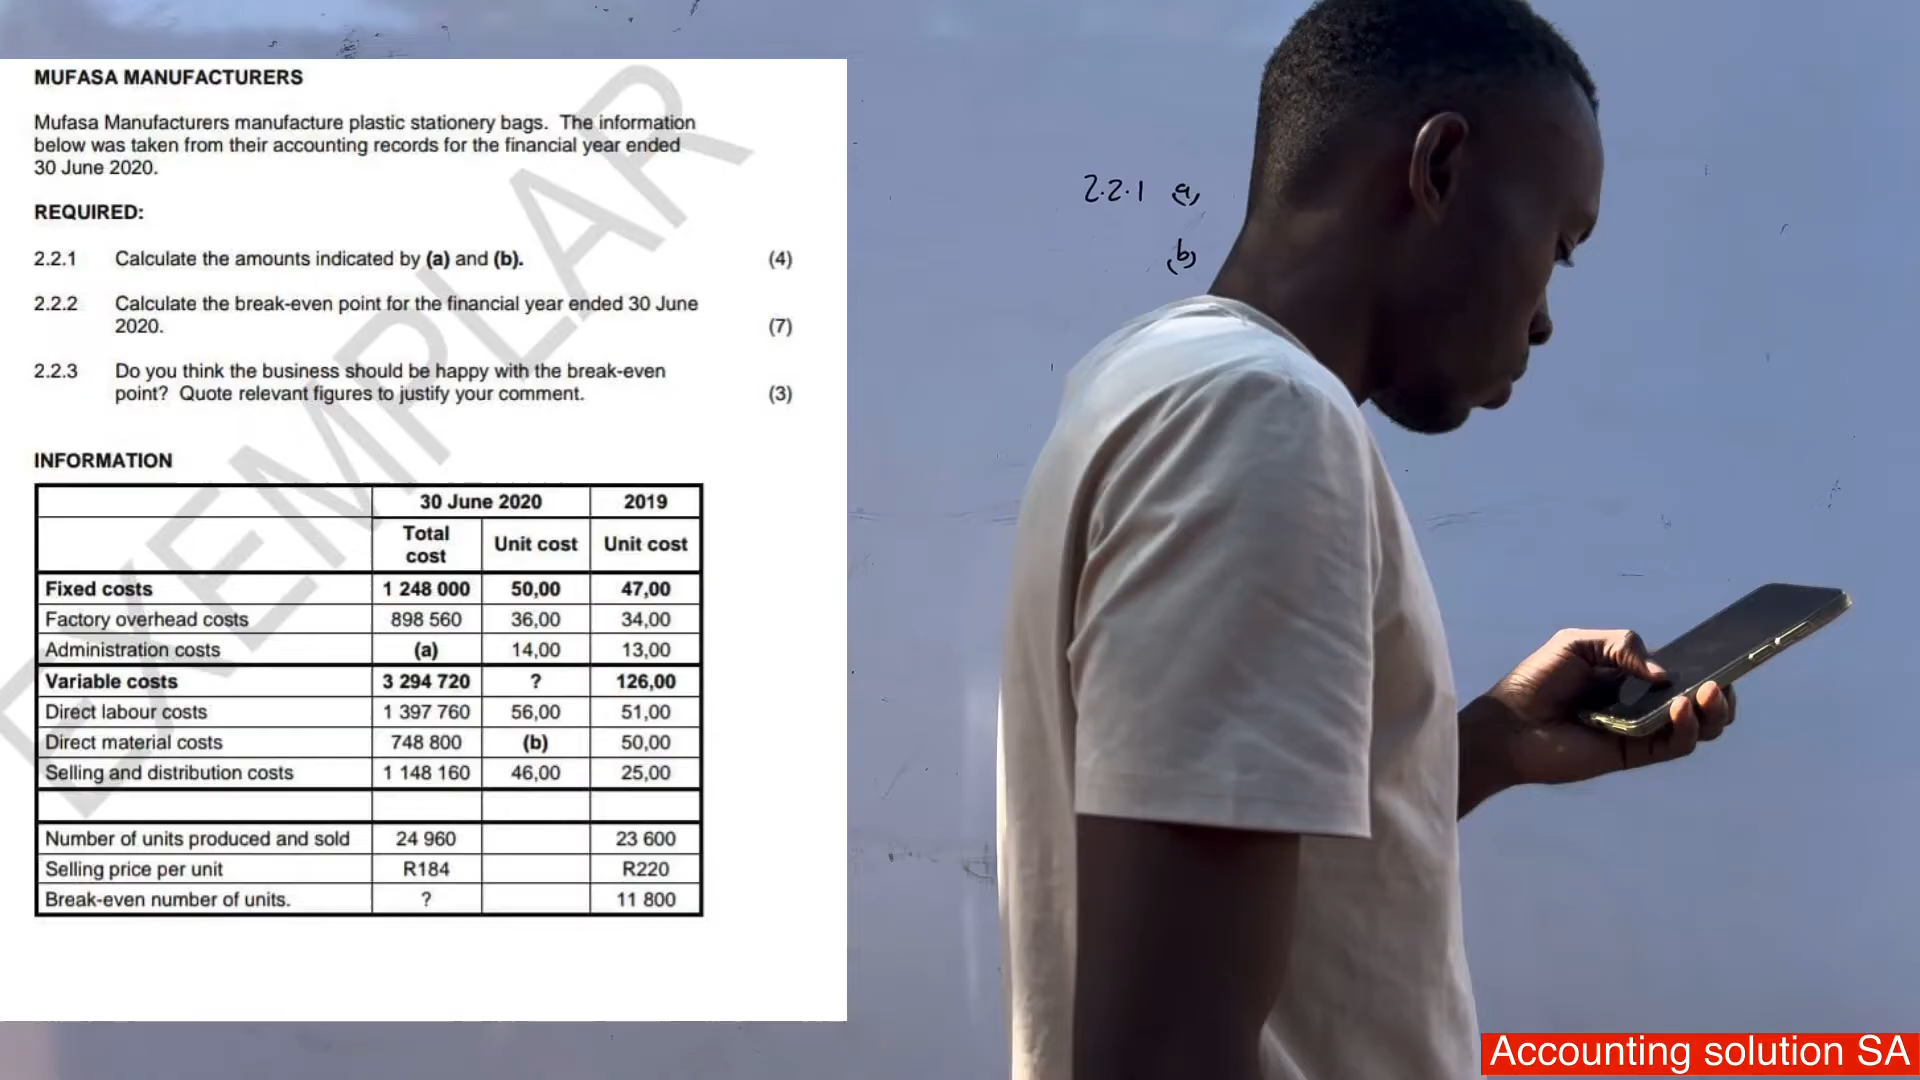 MUFASA MANUFACTURERS
Mufasa Manufacturers manufacture plastic stationery bags. The information
below was taken from their accounting records for the financial year ended
30 June 2020.
REQUIRED:
2.2.1 Calculate the amounts indicated by (a) and (b). (4)
2.2.2 Calculate the break-even point for the financial year ended 30 June
2020. (7)
2.2.3 Do you think the business should be happy with the break-even
point? Quote relevant figures to justify your comment. (3)
INFORMATION
30 June 2020 2019
Total
cost Unit cost Unit cost
Fixed costs 1 248 000 50,00 47,00
Factory overhead costs 898 560 36,00 34,00
Administration costs (a) 14,00 13,00
Variable costs 3 294 720 ? 126,00
Direct labour costs 1 397 760 56,00 51,00
Direct material costs 748 800 (b) 50,00
Selling and distribution costs 1 148 160 46,00 25,00
Number of units produced and sold 24 960 23 600
Selling price per unit R184 R220
Break-even number of units. ? 11 800
EXEMPLAR
2.2.1 (a)
(b)
Accounting solution SA